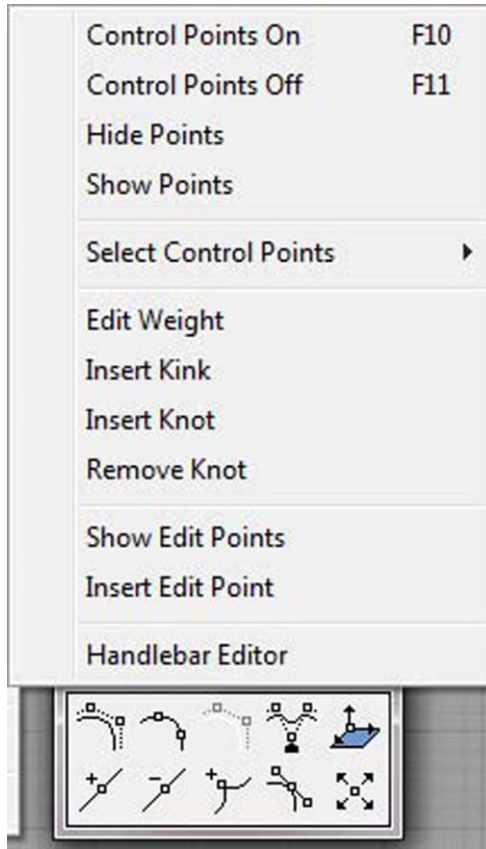 Control Points On F10
Control Points Off F11
Hide Points
Show Points
Select Control Points
Edit Weight
Insert Kink
Insert Knot
Remove Knot
Show Edit Points
Insert Edit Point
Handlebar Editor